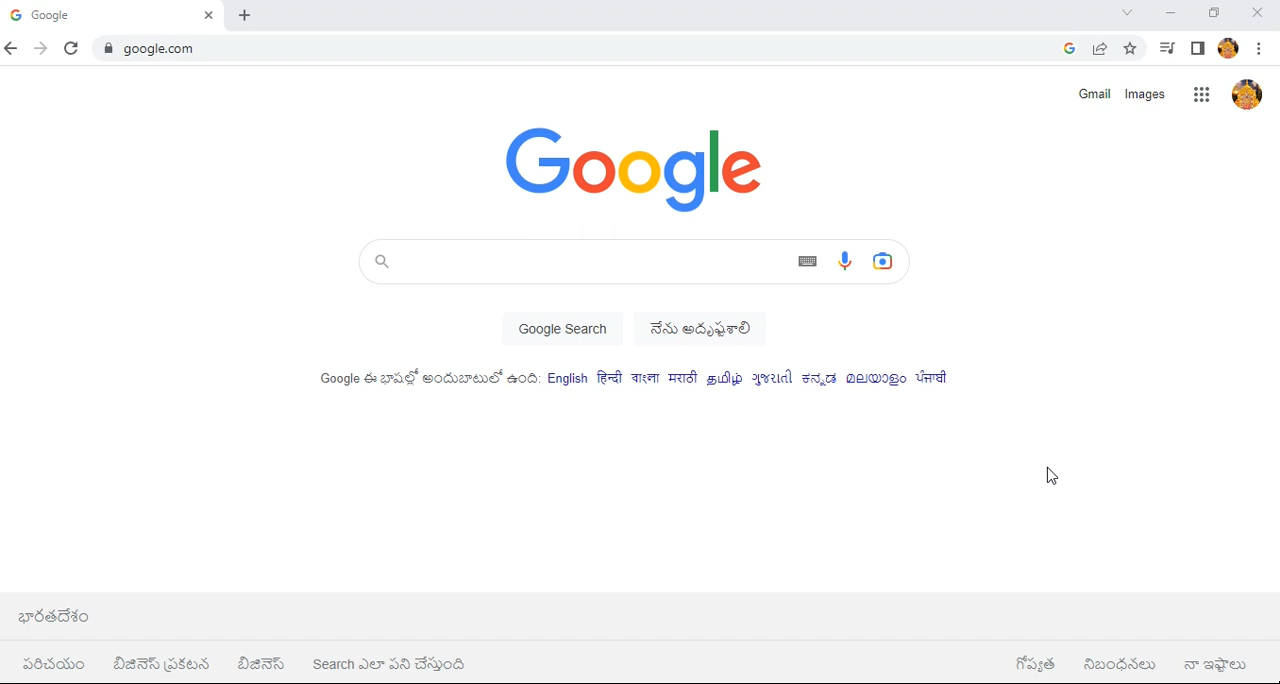 Google
google.com
Gmail Images
Google
Google Search నేను అదృష్టశాలి
Google ఈ భాషల్లో అందుబాటులో ఉంది: English हिन्दी বাংলা मराठी தமிழ் ગુજરાતી ಕನ್ನಡ മലയാളം ਪੰਜਾਬੀ
భారతదేశం
పరిచయం బిజినెస్ ప్రకటన బిజినెస్ Search ఎలా పని చేస్తుంది గోప్యత నిబంధనలు నా ఇష్టాలు